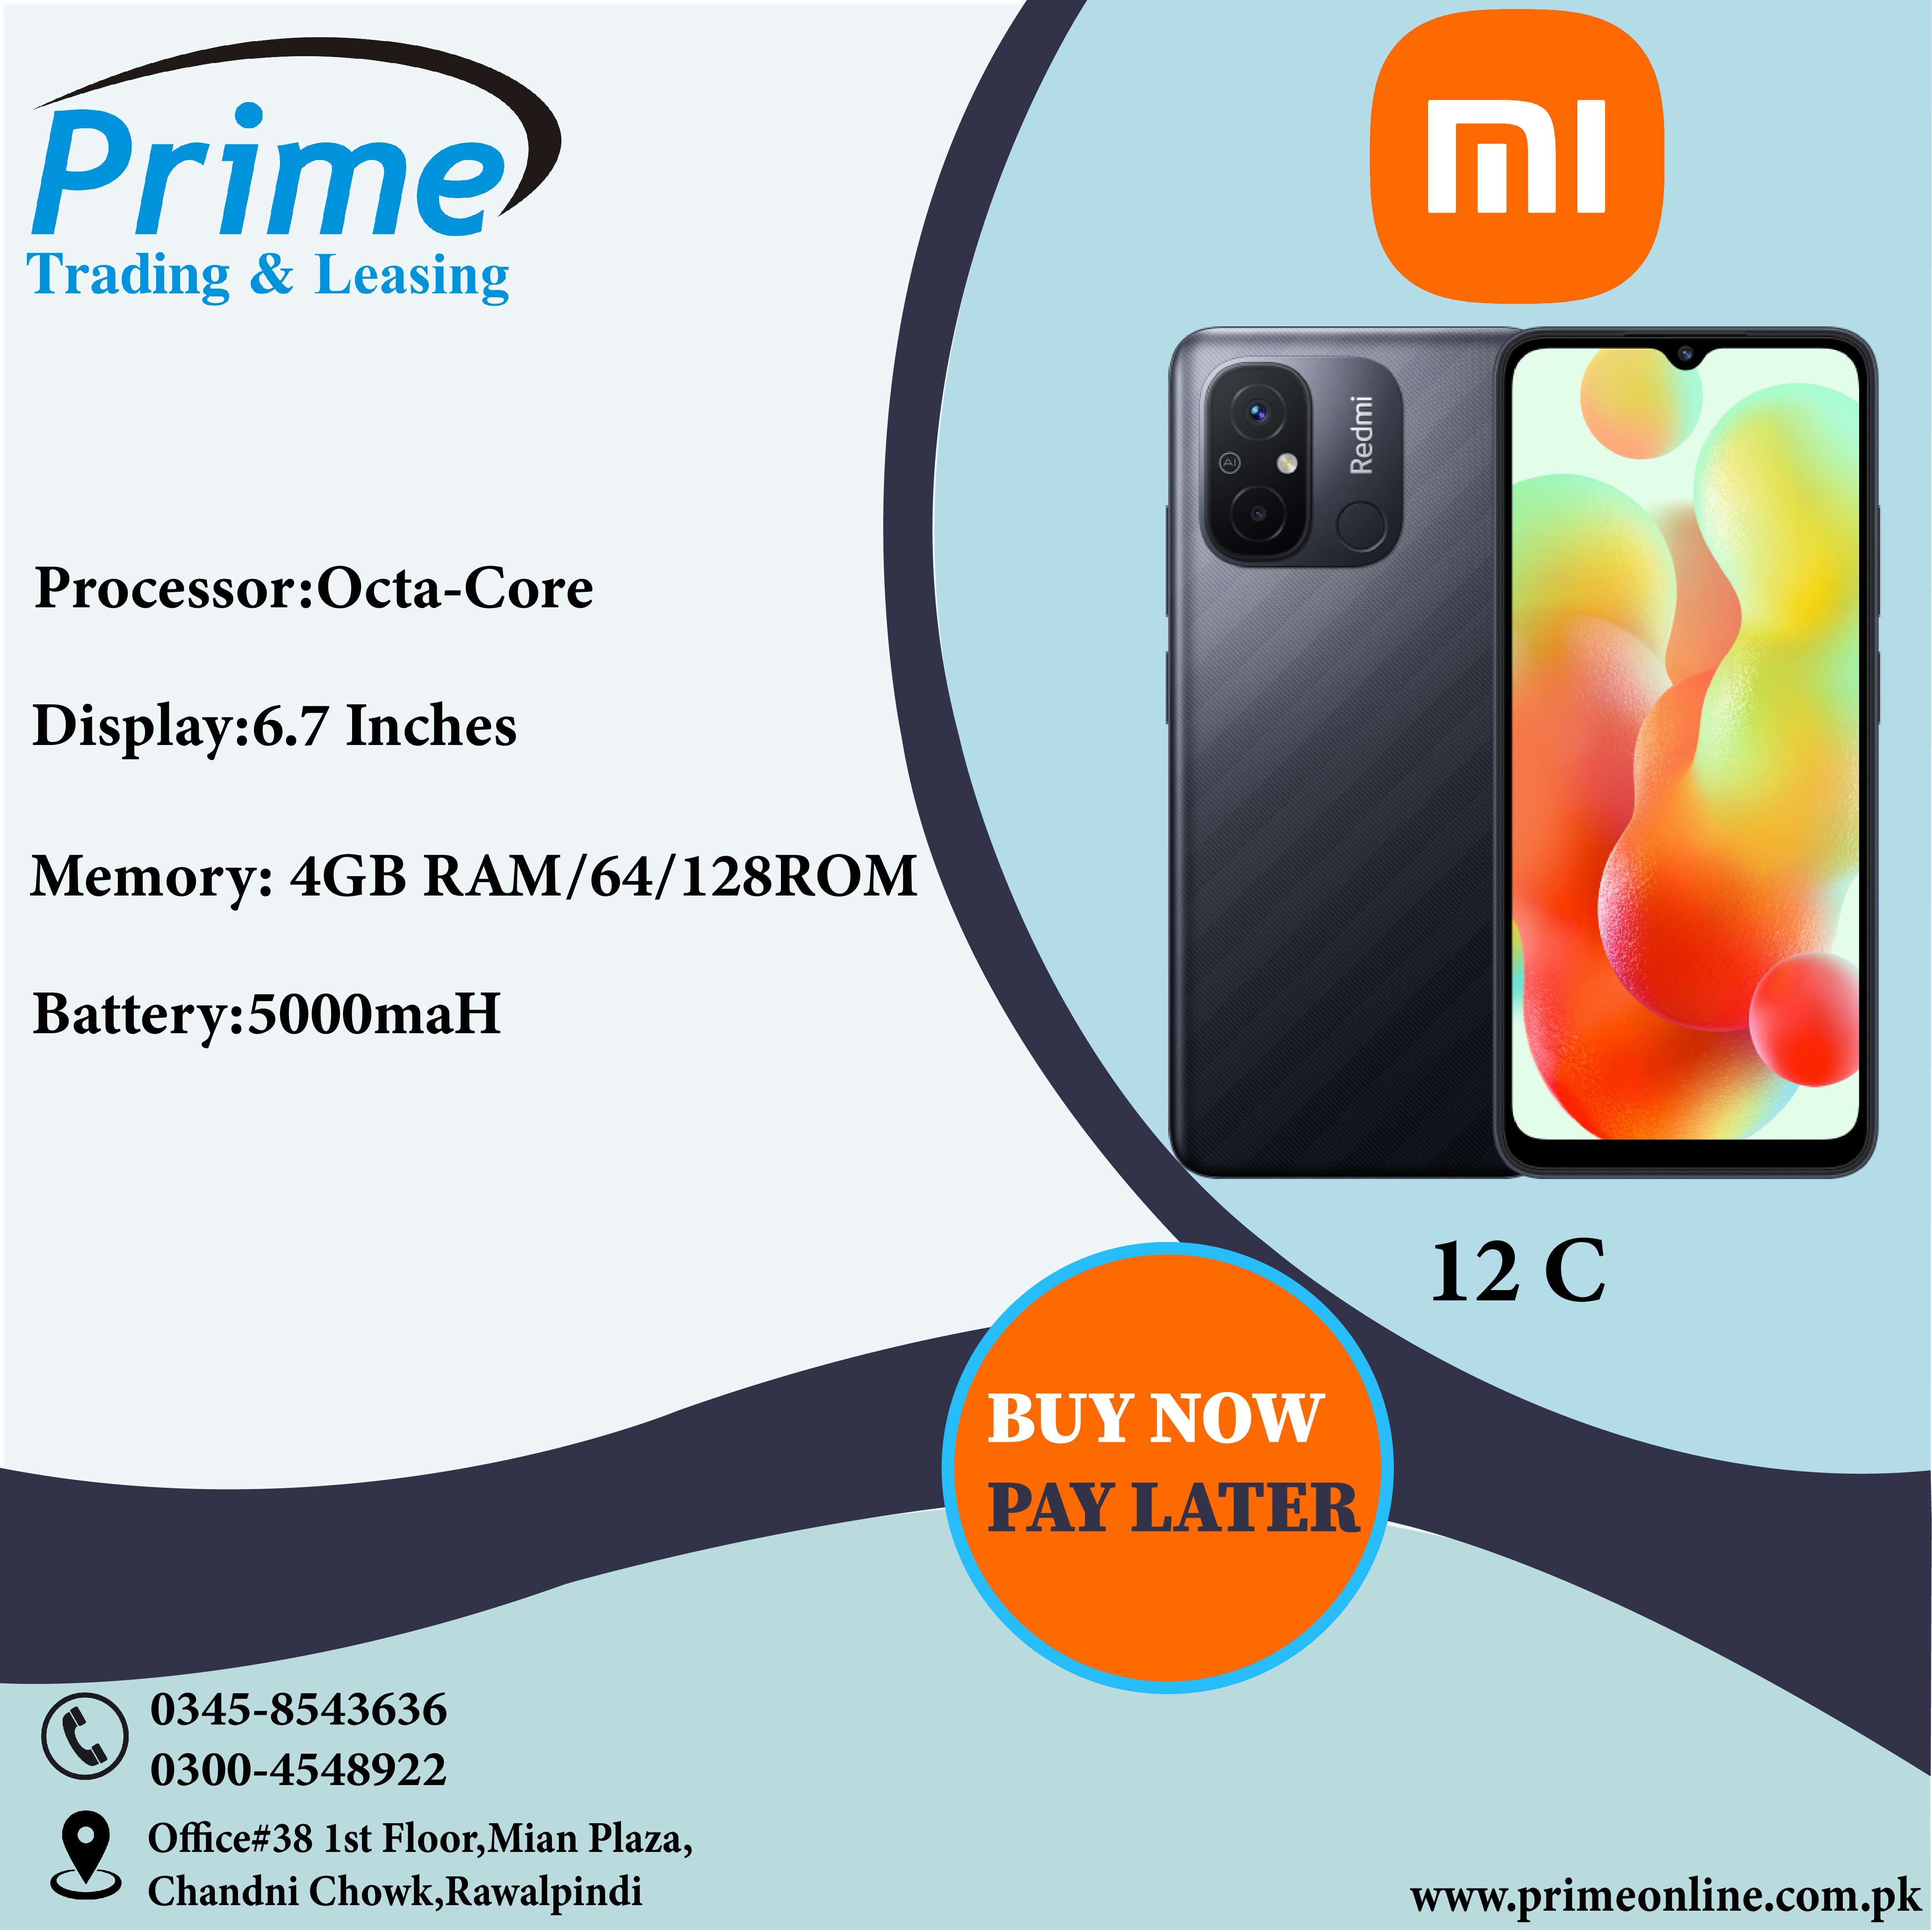 Prime
Trading & Leasing
mi
Redmi
AI
Processor:Octa-Core
Display:6.7 Inches
Memory: 4GB RAM/64/128ROM
Battery:5000maH
12 C
BUY NOW
PAY LATER
0345-8543636
0300-4548922
Office#38 1st Floor,Mian Plaza,
Chandni Chowk,Rawalpindi
www.primeonline.com.pk